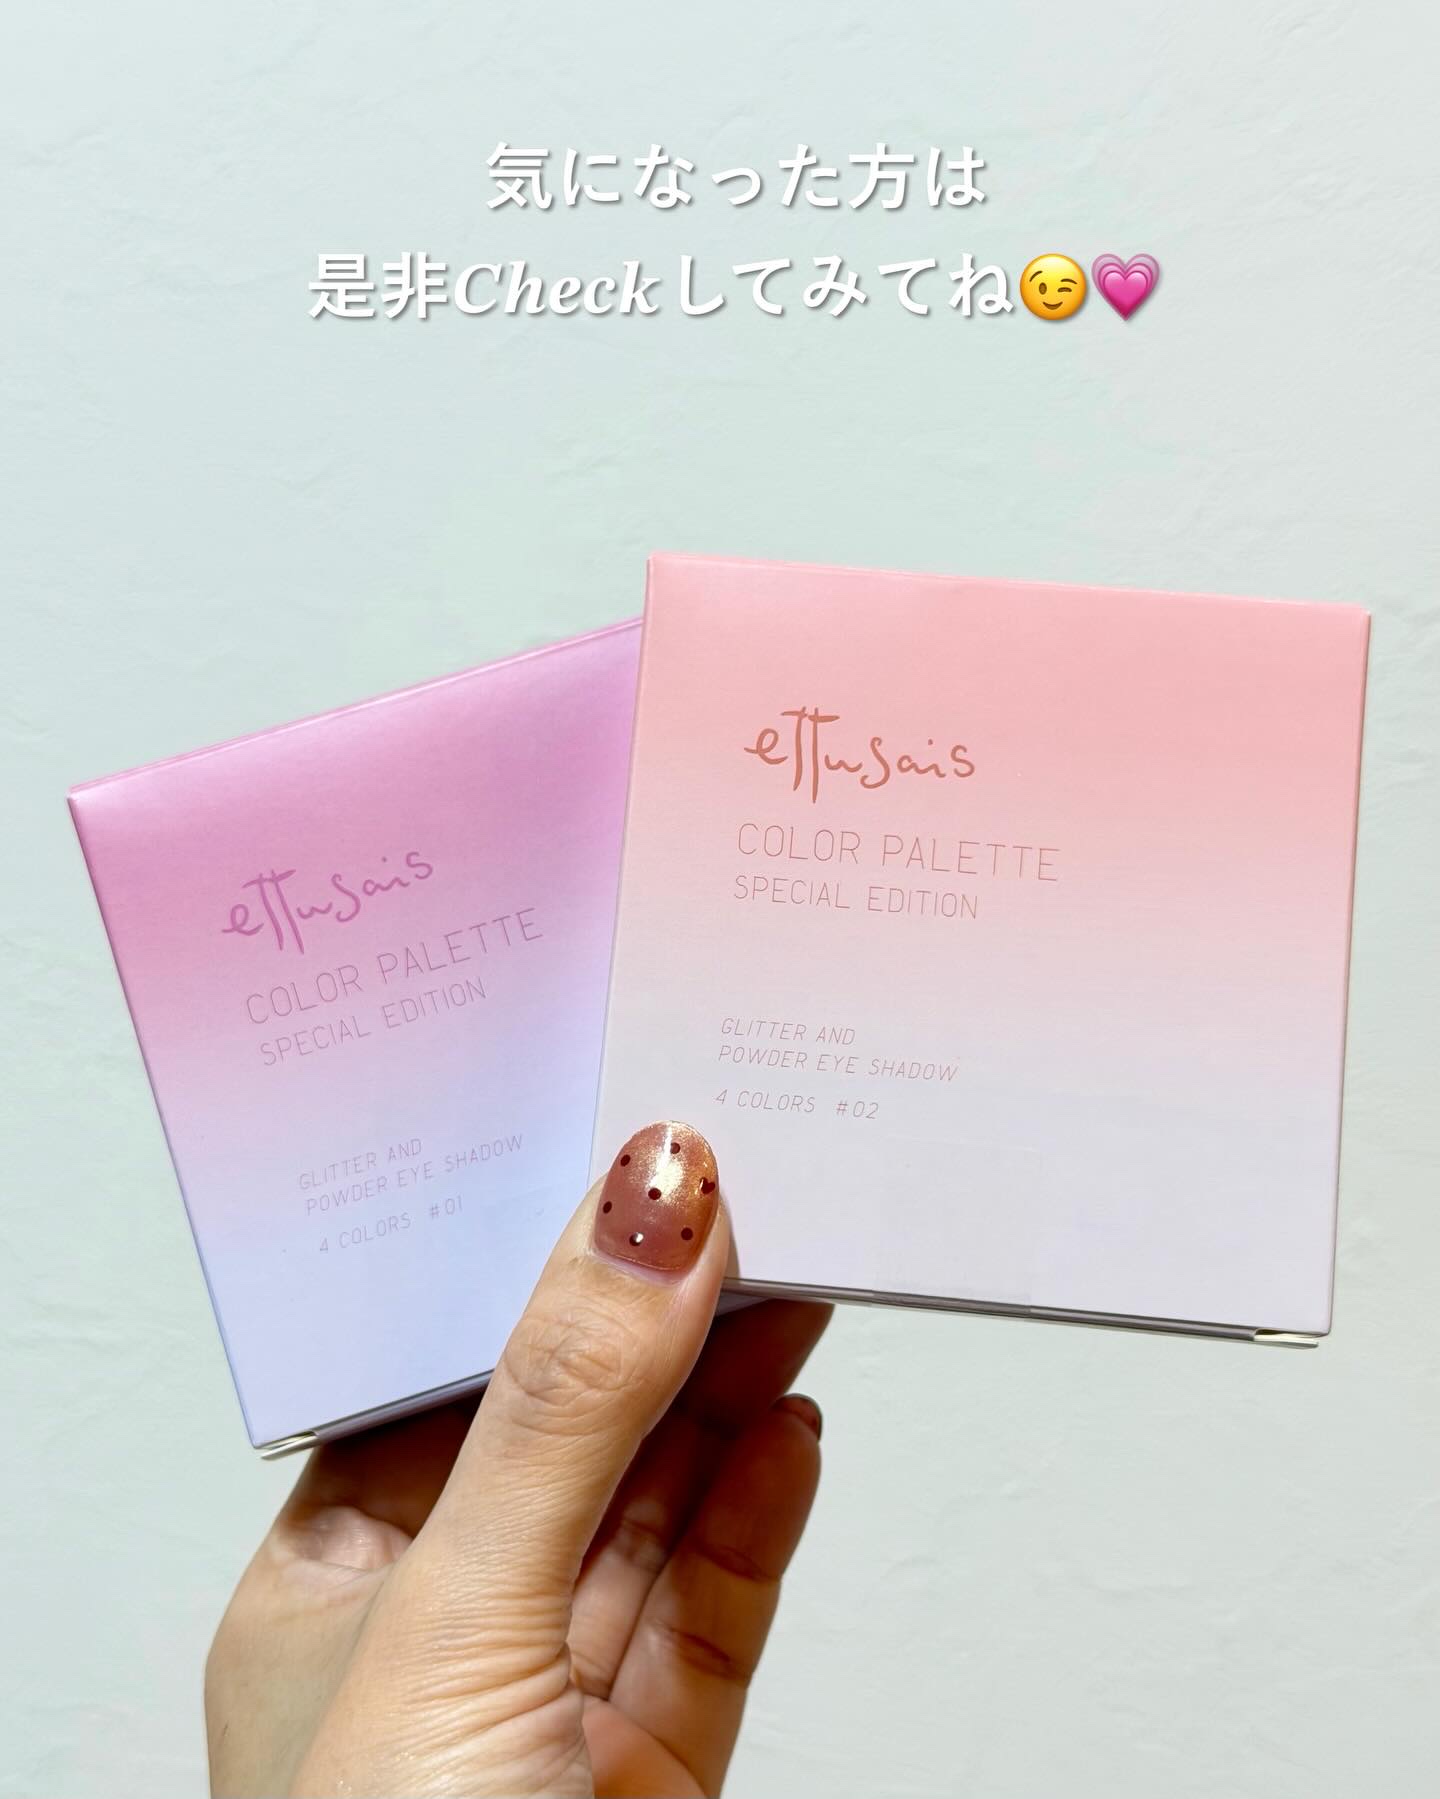 気になった方は
是非Checkしてみてね😉💗
ettusais
COLOR PALETTE
SPECIAL EDITION
GLITTER AND
POWDER EYE SHADOW
4 COLORS #01
ettusais
COLOR PALETTE
SPECIAL EDITION
GLITTER AND
POWDER EYE SHADOW
4 COLORS #02